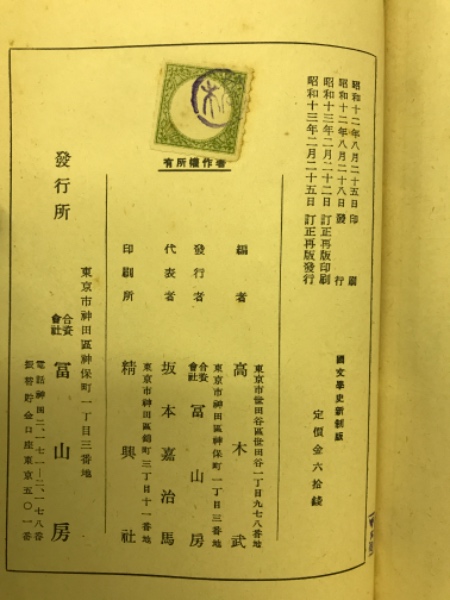 昭和十二年八月二十五日印刷
昭和十二年八月二十八日發行
昭和十三年二月二十二日訂正再版印刷
昭和十三年二月二十五日訂正再版發行
國文學史新制版
定價金六拾錢
著作權所有
東京市世田谷區世田谷一丁目九七八番地
編者 高木武
東京市神田區神保町一丁目三番地
發行者 合資會社 冨山房
代表者 坂本嘉治馬
東京市神田區錦町三丁目十一番地
印刷所 精興社
東京市神田區神保町一丁目三番地
發行所 合資會社 冨山房
電話神田二、一七一―二、一七八番
振替貯金口座東京五〇一番